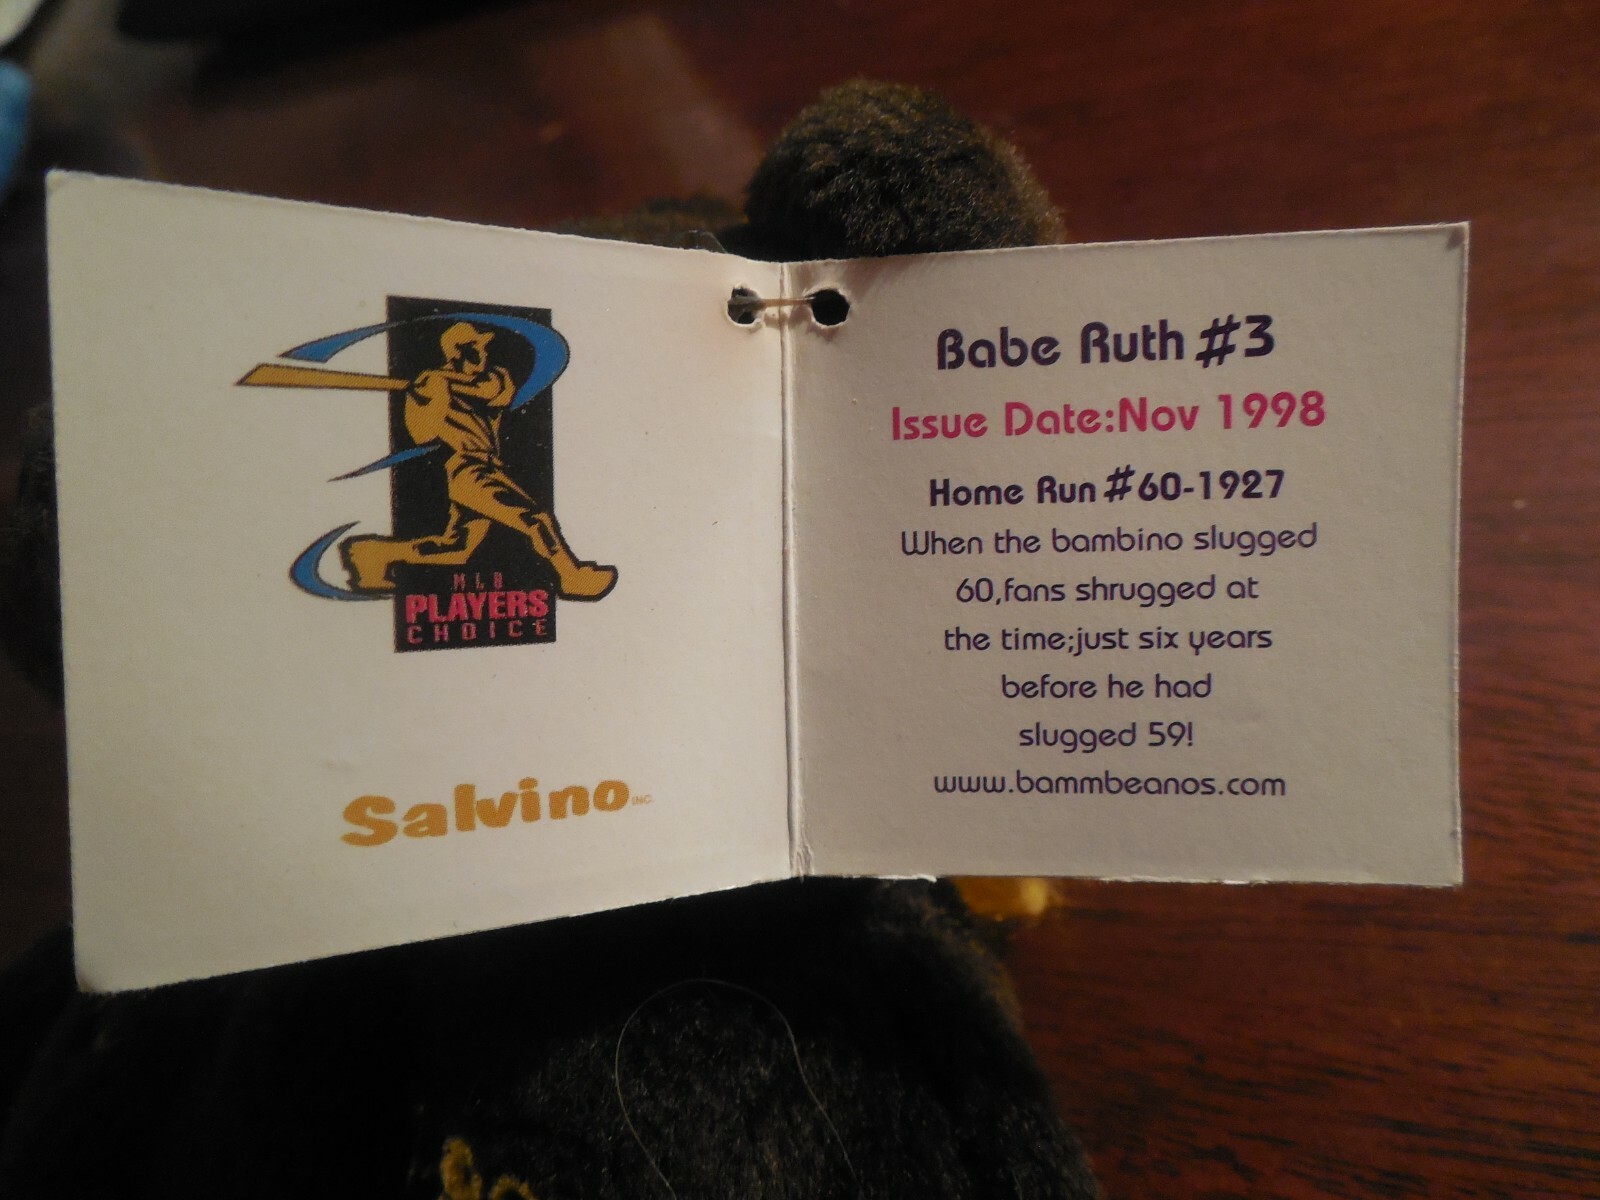 MLB
PLAYERS
CHOICE
Salvino INC.
Babe Ruth #3
Issue Date:Nov 1998
Home Run #60-1927
When the bambino slugged
60,fans shrugged at
the time;just six years
before he had
slugged 59!
www.bammbeanos.com